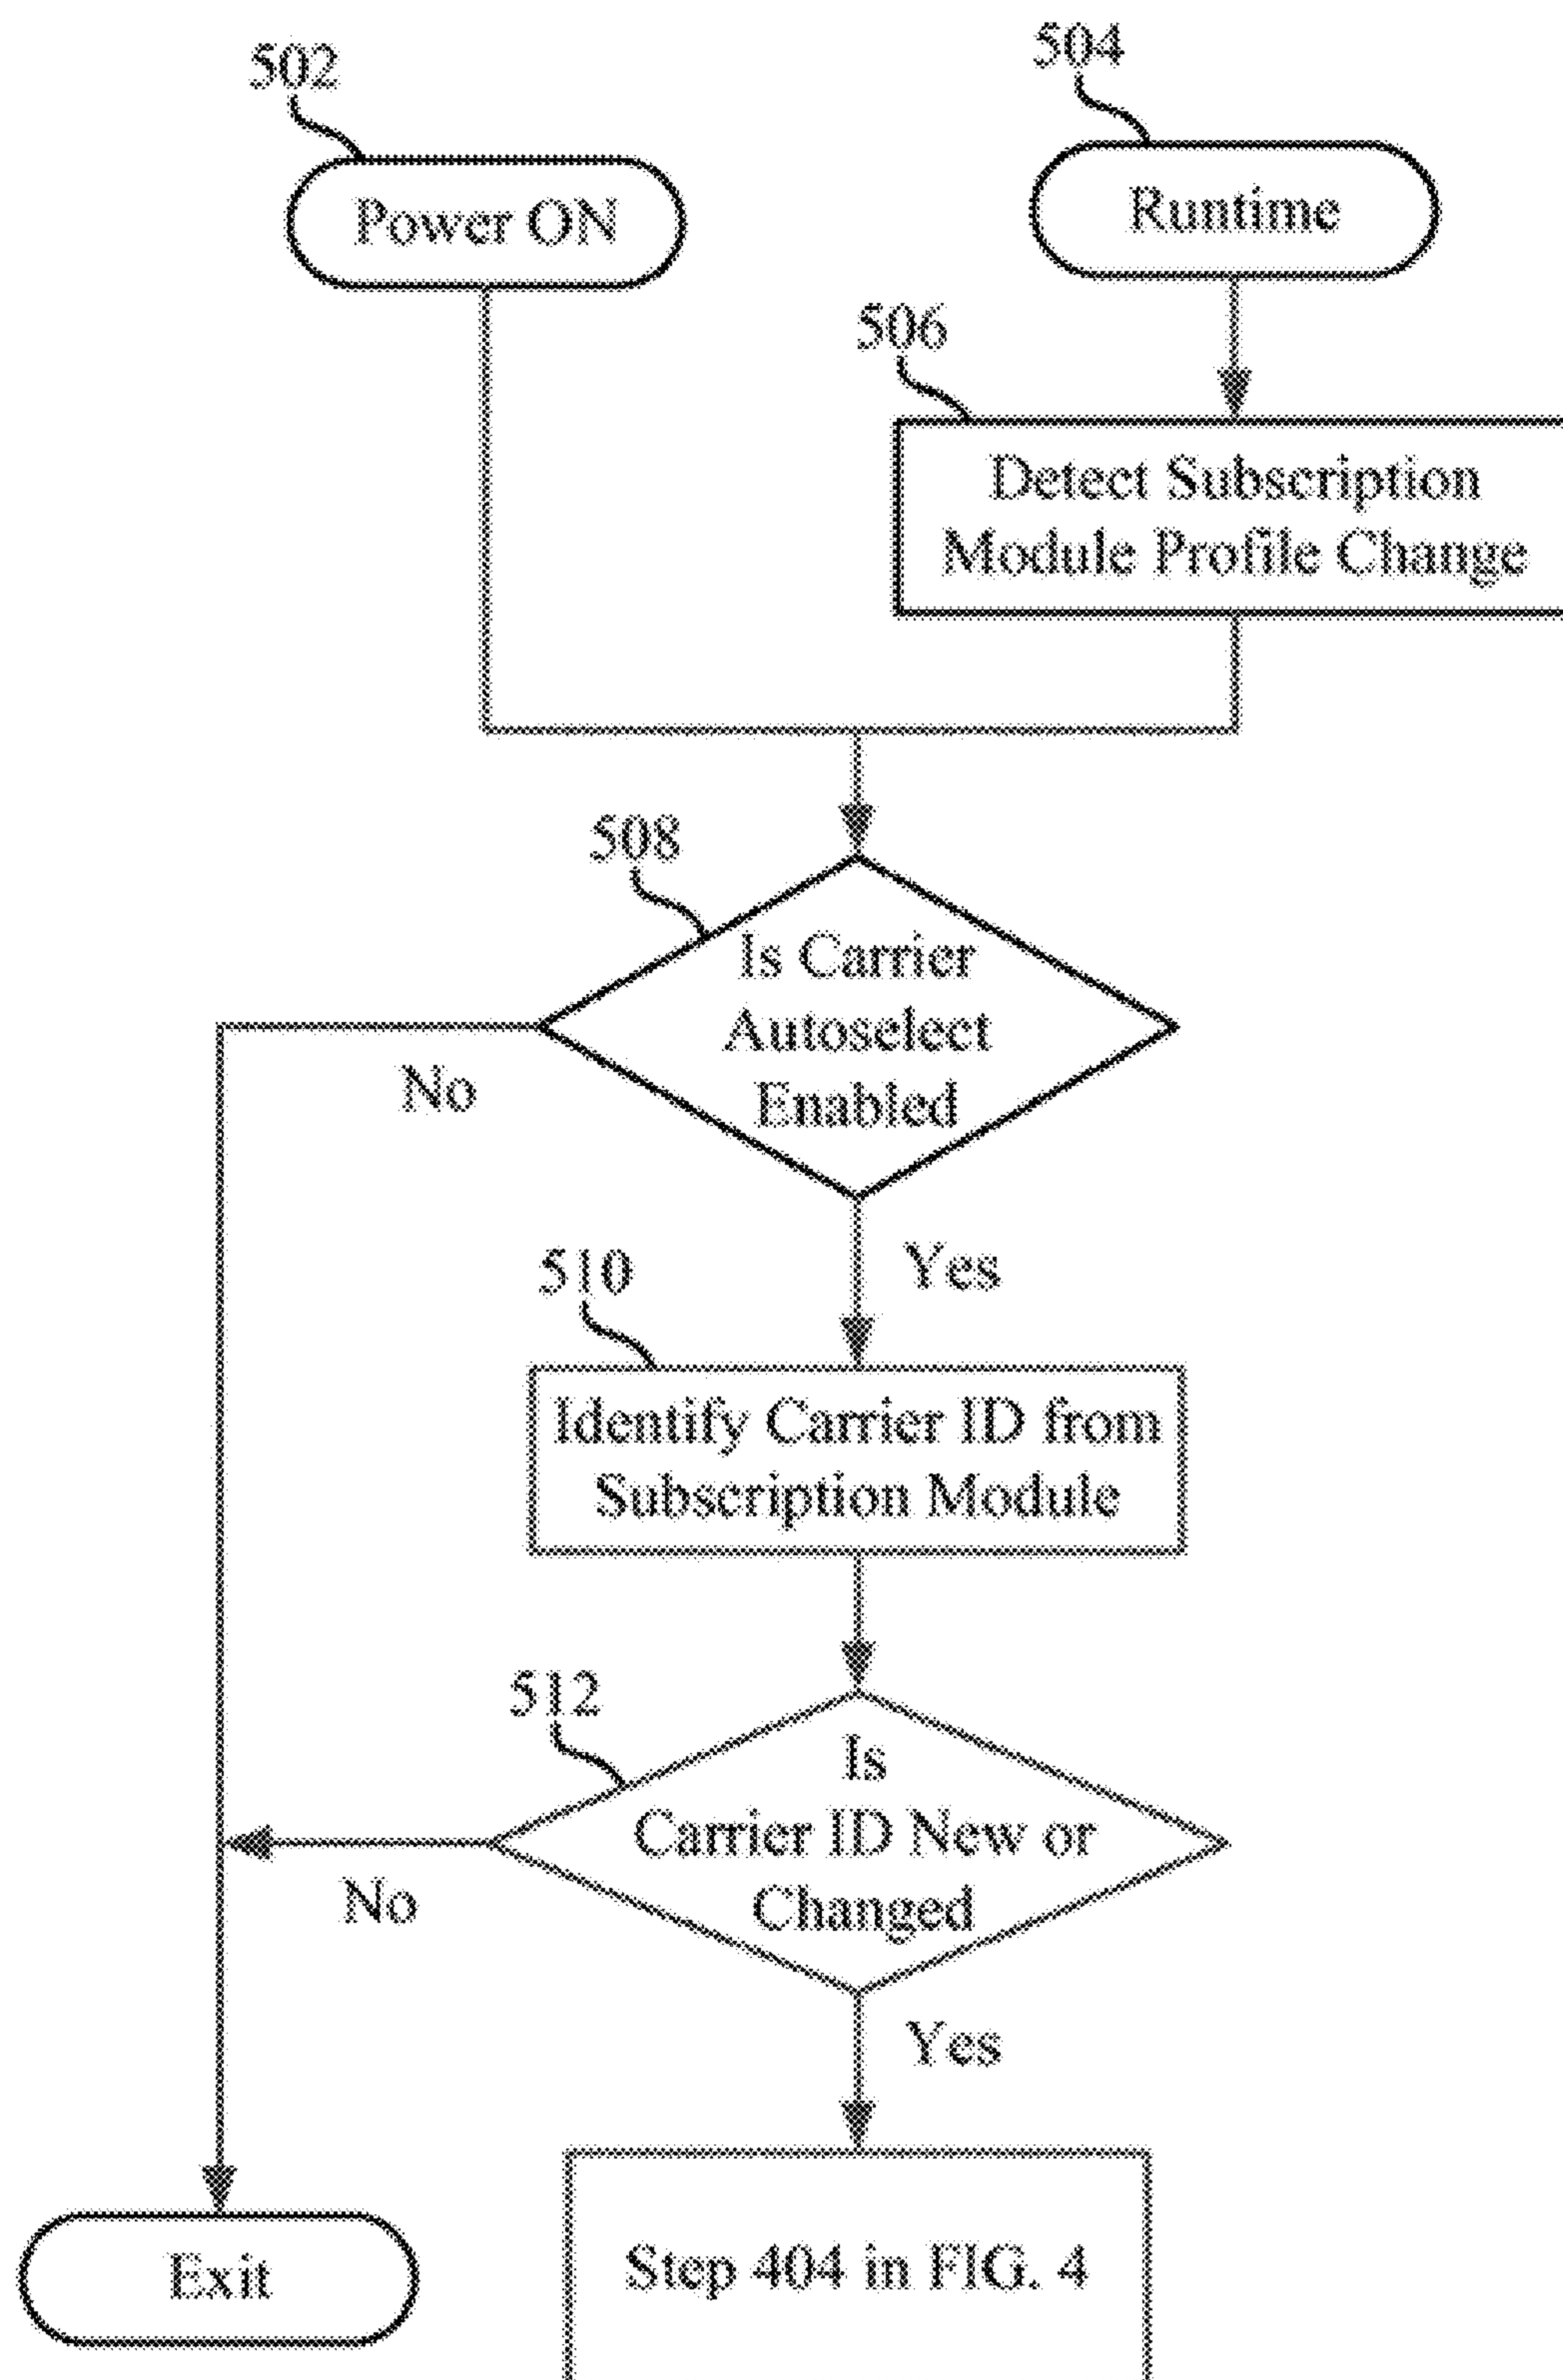 502
504
Power ON
Runtime
506
Detect Subscription
Module Profile Change
508
Is Carrier
Autoselect
Enabled
No
Yes
510
Identify Carrier ID from
Subscription Module
512
Is
Carrier ID New or
Changed
No
Yes
Step 404 in FIG. 4
Exit